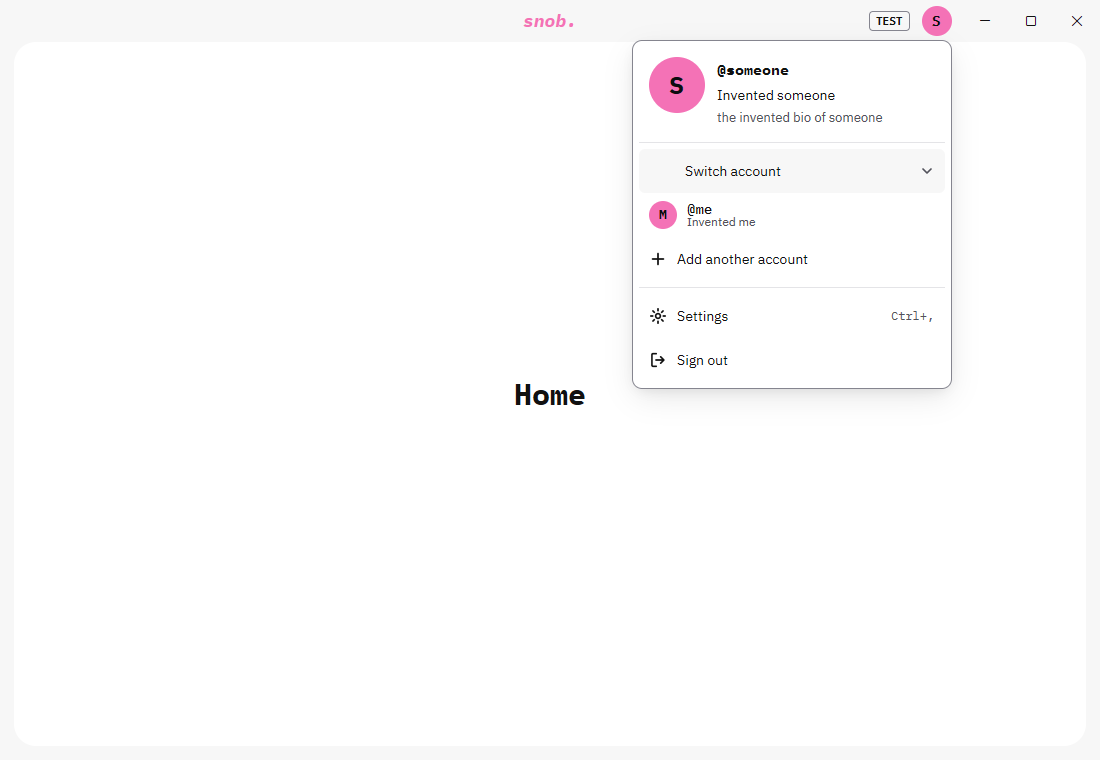 snob.
TEST
S
S
@someone
Invented someone
the invented bio of someone
Switch account
M
@me
Invented me
Add another account
Settings
Ctrl+,
Sign out
Home